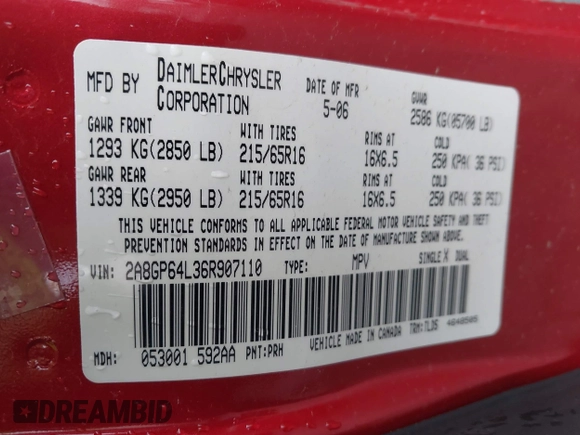 MFD BY DAIMLERCHRYSLER CORPORATION
DATE OF MFR 5-06
GVWR 2586 KG(05700 LB)
GAWR FRONT WITH TIRES RIMS AT COLD
1293 KG(2850 LB) 215/65R16 16X6.5 250 KPA( 36 PSI)
GAWR REAR WITH TIRES RIMS AT COLD
1339 KG(2950 LB) 215/65R16 16X6.5 250 KPA( 36 PSI)
THIS VEHICLE CONFORMS TO ALL APPLICABLE FEDERAL MOTOR VEHICLE SAFETY AND THEFT
PREVENTION STANDARDS IN EFFECT ON THE DATE OF MANUFACTURE SHOWN ABOVE.
VIN: 2A8GP64L36R907110 TYPE: MPV SINGLE X DUAL
MDH: 053001 592AA PNT:PRH VEHICLE MADE IN CANADA TRM:TLDS 4648505
DREAMBID